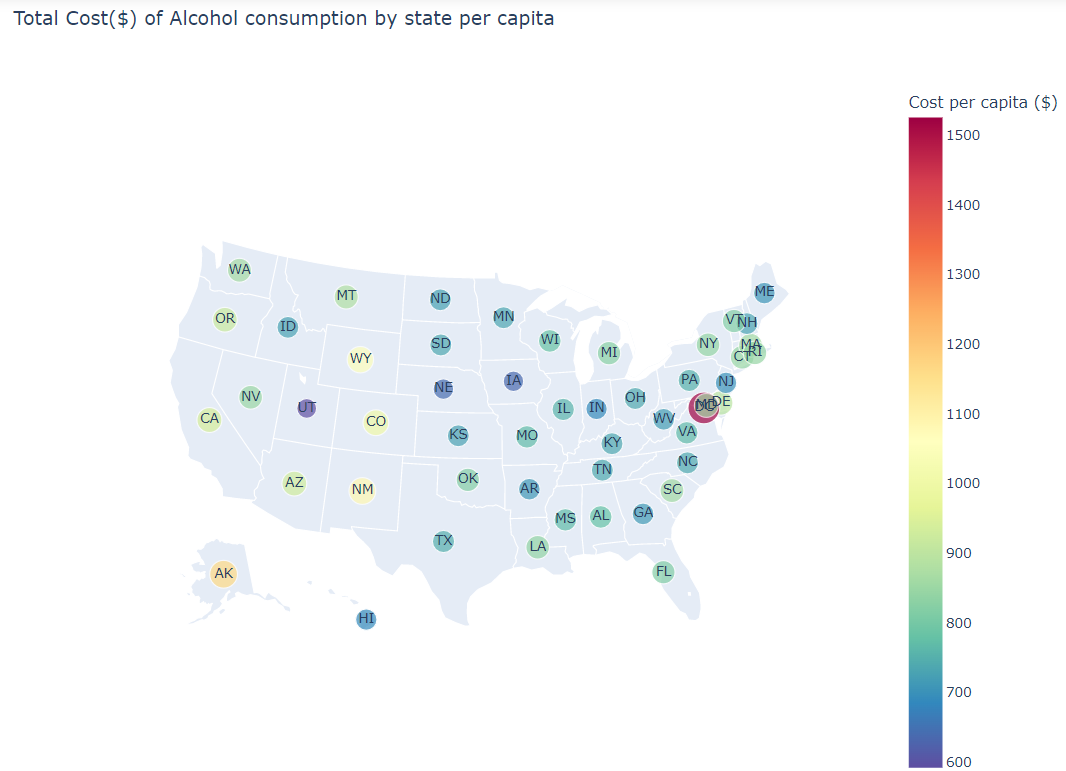 Total Cost($) of Alcohol consumption by state per capita
Cost per capita ($)
1500
1400
1300
1200
1100
1000
900
800
700
600
WA
MT
ND
ME
OR
ID
MN
VT
NH
SD
WI
NY
MA
WY
MI
CT
RI
NV
UT
NE
IA
PA
NJ
CA
CO
IL
IN
OH
DC
DE
WV
KS
MO
KY
VA
AZ
NM
OK
AR
TN
NC
SC
TX
MS
AL
GA
LA
AK
FL
HI